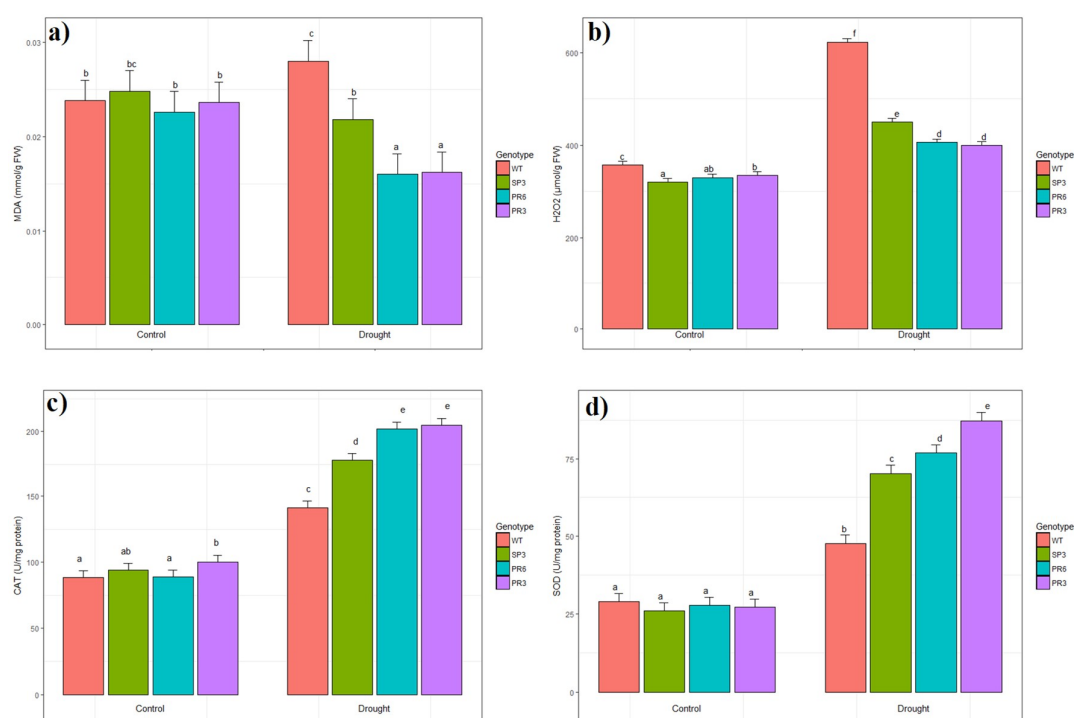 a)
MDA (mmol/g FW)
0.03
0.02
0.01
0.00
b
bc
b
b
c
b
a
a
Control
Drought
Genotype
WT
SP3
PR6
PR3
b)
H2O2 (µmol/g FW)
600
400
200
0
c
a
ab
b
f
e
d
d
Control
Drought
Genotype
WT
SP3
PR6
PR3
c)
CAT (U/mg protein)
200
150
100
50
0
a
ab
a
b
c
d
e
e
Control
Drought
Genotype
WT
SP3
PR6
PR3
d)
SOD (U/mg protein)
75
50
25
0
a
a
a
a
b
c
d
e
Control
Drought
Genotype
WT
SP3
PR6
PR3